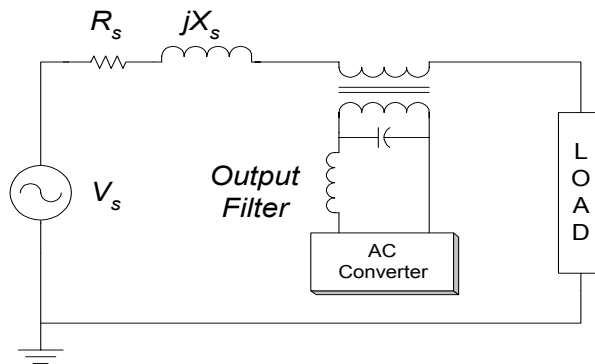 R_s
jX_s
V_s
Output
Filter
AC
Converter
L
O
A
D